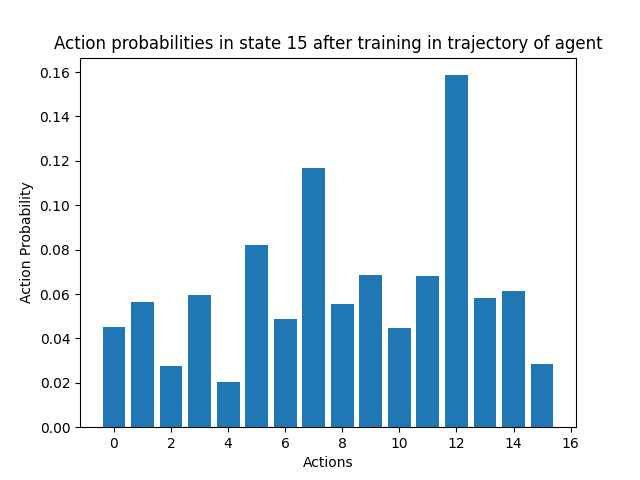 Action probabilities in state 15 after training in trajectory of agent
0.16
0.14
0.12
0.10
0.08
0.06
0.04
0.02
0.00
Action Probability
0 2 4 6 8 10 12 14 16
Actions